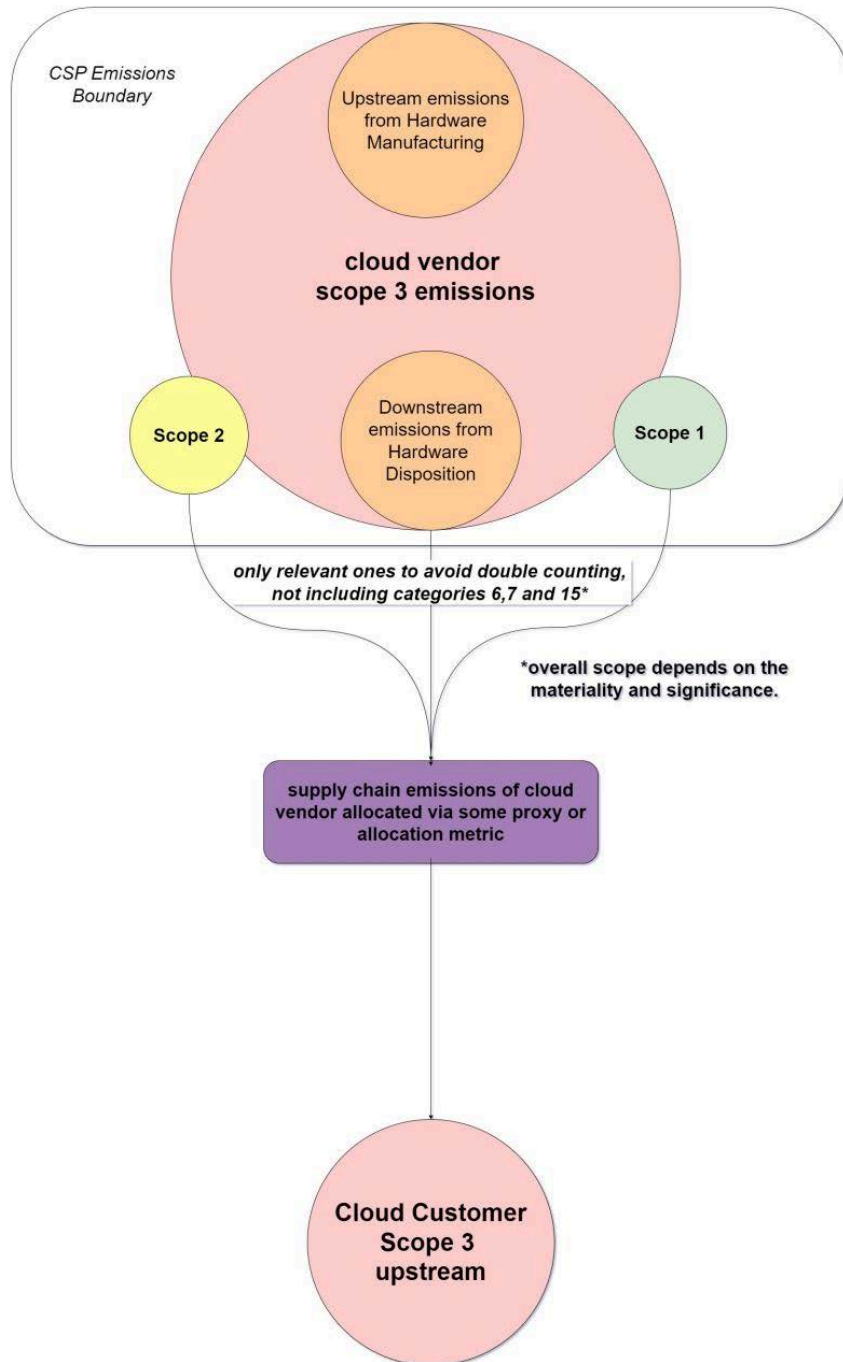 CSP Emissions
Boundary
Upstream emissions
from Hardware
Manufacturing
cloud vendor
scope 3 emissions
Scope 2
Downstream
emissions from
Hardware
Disposition
Scope 1
only relevant ones to avoid double counting,
not including categories 6,7 and 15*
*overall scope depends on the
materiality and significance.
supply chain emissions of cloud
vendor allocated via some proxy or
allocation metric
Cloud Customer
Scope 3
upstream